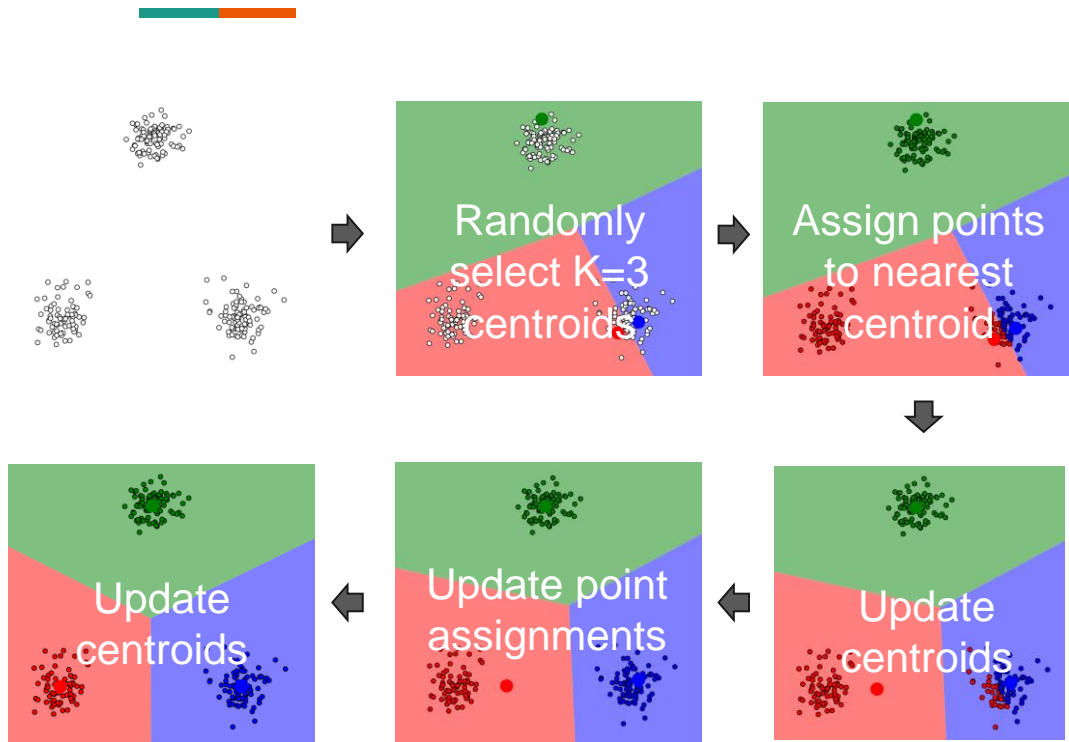 Randomly
select K=3
centroids
Assign points
to nearest
centroid
Update
centroids
Update point
assignments
Update
centroids